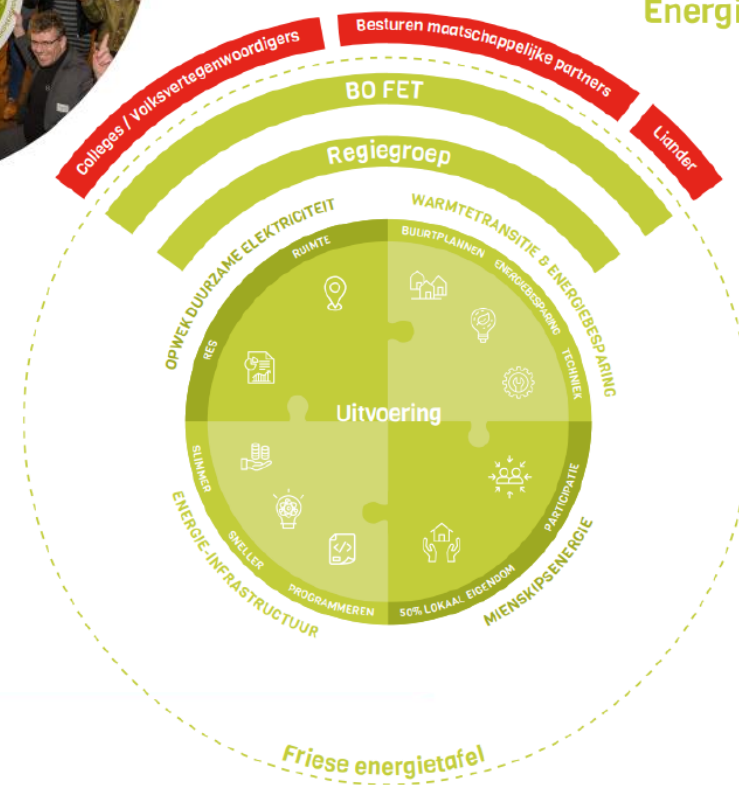 Energi
Colleges / Volksvertegenwoordigers
Besturen maatschappelijke partners
Liander
BO FET
Regiegroep
OPWEK DUURZAME ELEKTRICITEIT
WARMTETRANSITIE & ENERGIEBESPARING
RUIMTE
RES
BUURTPLANNEN
ENERGIEBESPARING
TECHNIEK
Uitvoering
SLIMMER
SNELLER
PROGRAMMEREN
ENERGIE-INFRASTRUCTUUR
PARTICIPATIE
50% LOKAAL EIGENDOM
MIENSKIPSENERGIE
Friese energietafel